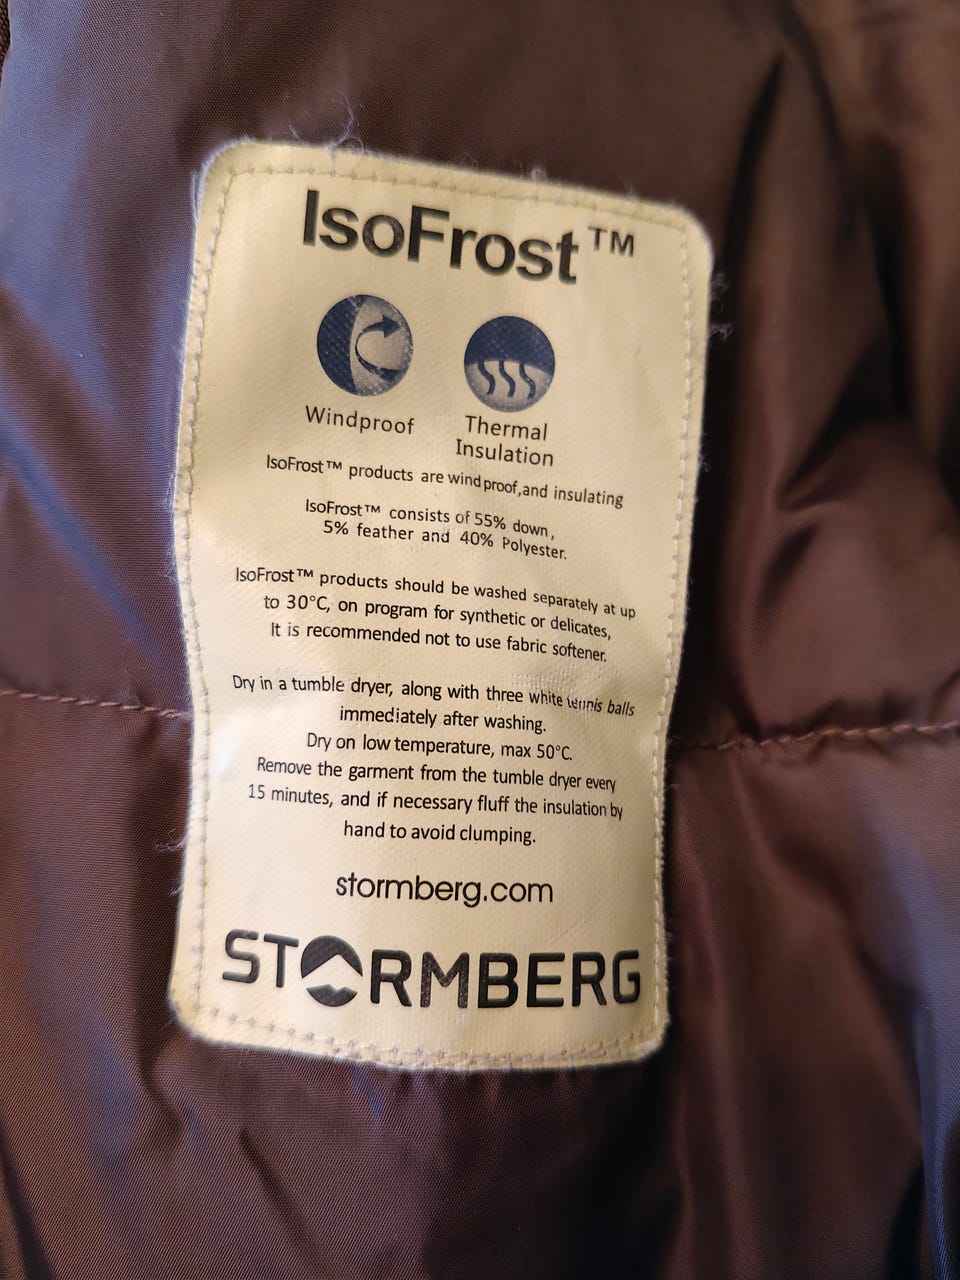 IsoFrost™
Windproof
Thermal
Insulation
IsoFrost™ products are wind proof,and insulating
IsoFrost™ consists of 55% down,
5% feather and 40% Polyester.
IsoFrost™ products should be washed separately at up
to 30°C, on program for synthetic or delicates,
It is recommended not to use fabric softener.
Dry in a tumble dryer, along with three white tennis balls
immediately after washing.
Dry on low temperature, max 50°C.
Remove the garment from the tumble dryer every
15 minutes, and if necessary fluff the insulation by
hand to avoid clumping.
stormberg.com
STORMBERG